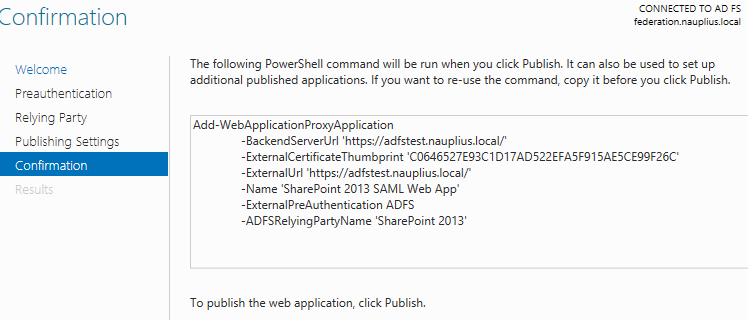 Confirmation
CONNECTED TO AD FS
federation.nauplius.local
Welcome
Preauthentication
Relying Party
Publishing Settings
Confirmation
Results
The following PowerShell command will be run when you click Publish. It can also be used to set up
additional published applications. If you want to re-use the command, copy it before you click Publish.
Add-WebApplicationProxyApplication
-BackendServerUrl 'https://adfstest.nauplius.local/'
-ExternalCertificateThumbprint 'C0646527E93C1D17AD522EFA5F915AE5CE99F26C'
-ExternalUrl 'https://adfstest.nauplius.local/'
-Name 'SharePoint 2013 SAML Web App'
-ExternalPreAuthentication ADFS
-ADFSRelyingPartyName 'SharePoint 2013'
To publish the web application, click Publish.